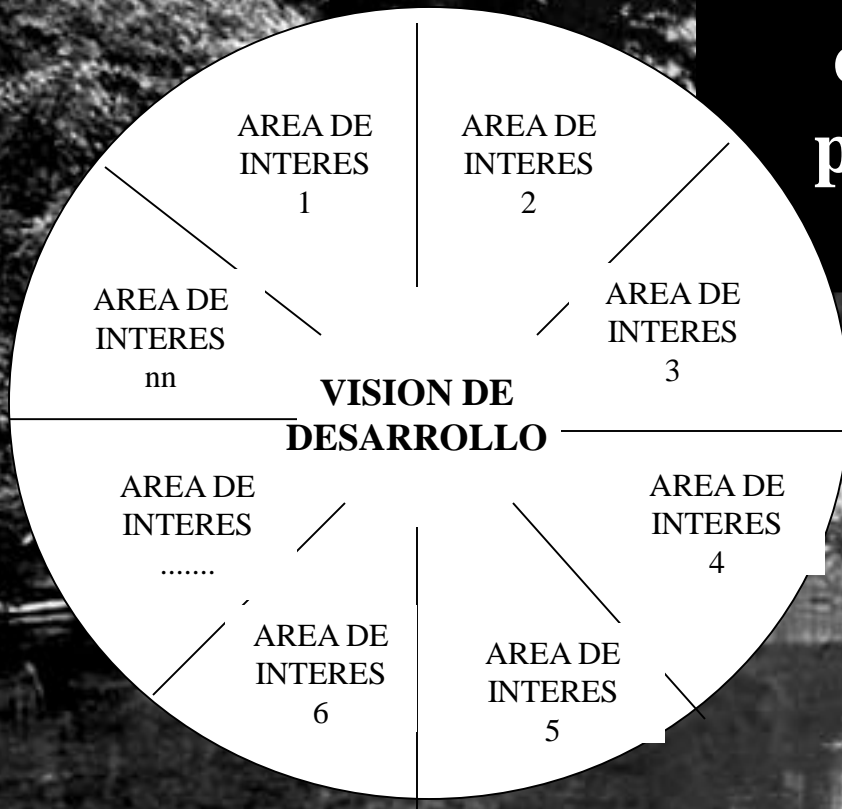 AREA DE
INTERES
1
AREA DE
INTERES
2
AREA DE
INTERES
3
AREA DE
INTERES
4
AREA DE
INTERES
5
AREA DE
INTERES
6
AREA DE
INTERES
.......
AREA DE
INTERES
nn
VISION DE
DESARROLLO